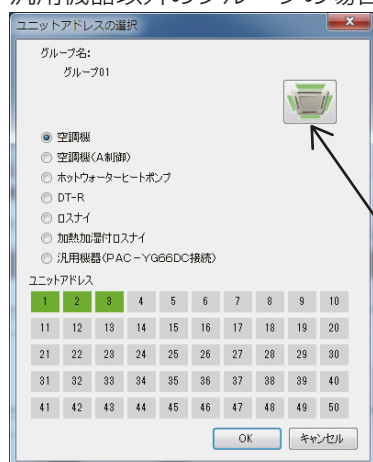 ユニットアドレスの選択
グループ名:
グループ01
空調機
空調機(A制御)
ホットウォーターヒートポンプ
DT-R
ロスナイ
加熱加湿付ロスナイ
汎用機器(PAC-YG66DC接続)
ユニットアドレス
1 2 3 4 5 6 7 8 9 10
11 12 13 14 15 16 17 18 19 20
21 22 23 24 25 26 27 28 29 30
31 32 33 34 35 36 37 38 39 40
41 42 43 44 45 46 47 48 49 50
OK キャンセル